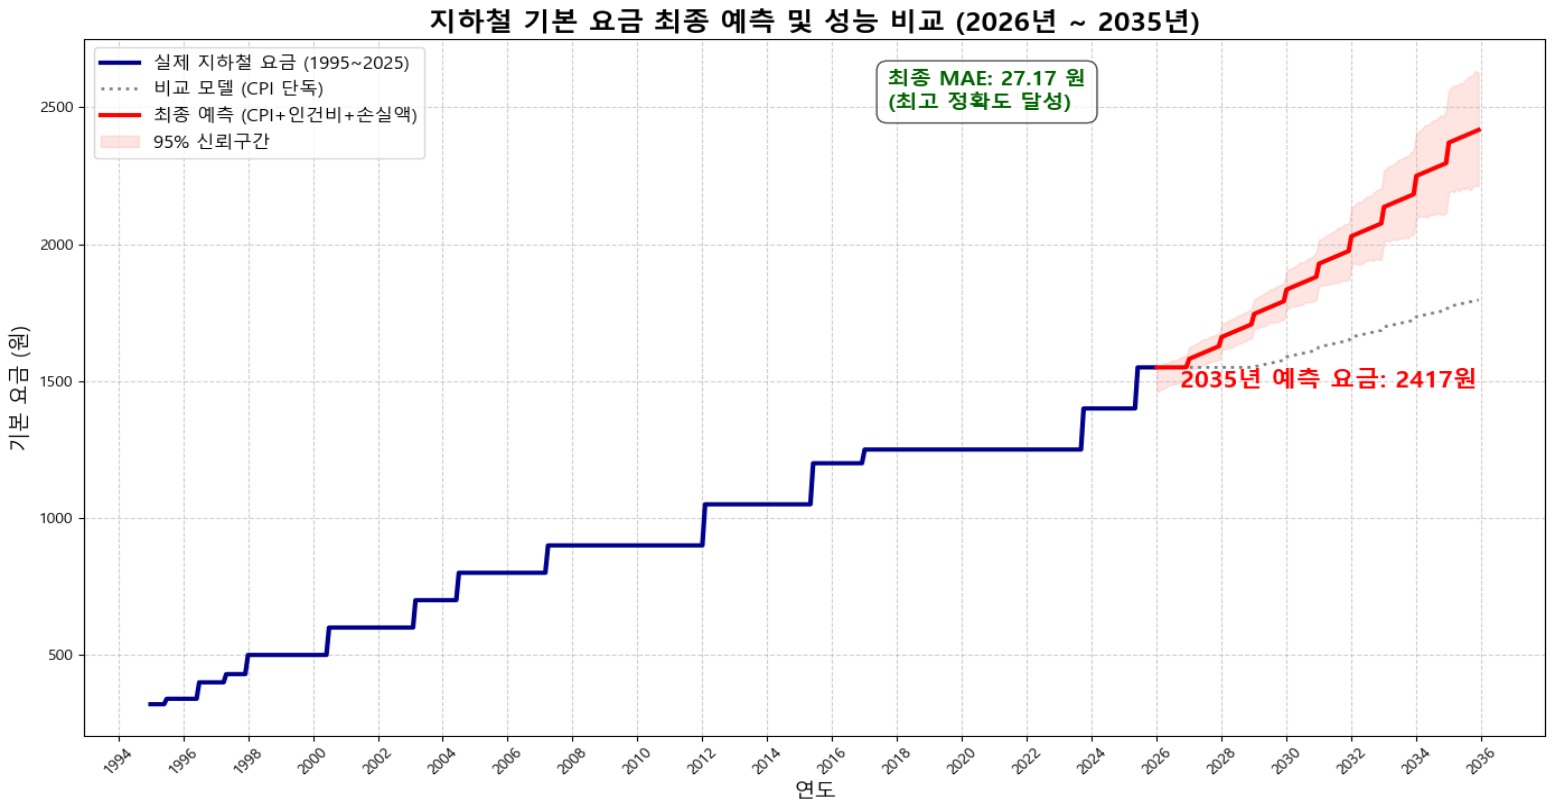 지하철 기본 요금 최종 예측 및 성능 비교 (2026년 ~ 2035년)
실제 지하철 요금 (1995~2025)
비교 모델 (CPI 단독)
최종 예측 (CPI+인건비+손실액)
95% 신뢰구간
최종 MAE: 27.17 원
(최고 정확도 달성)
2035년 예측 요금: 2417원
기본 요금 (원)
2500
2000
1500
1000
500
1994
1996
1998
2000
2002
2004
2006
2008
2010
2012
2014
2016
2018
2020
2022
2024
2026
2028
2030
2032
2034
2036
연도